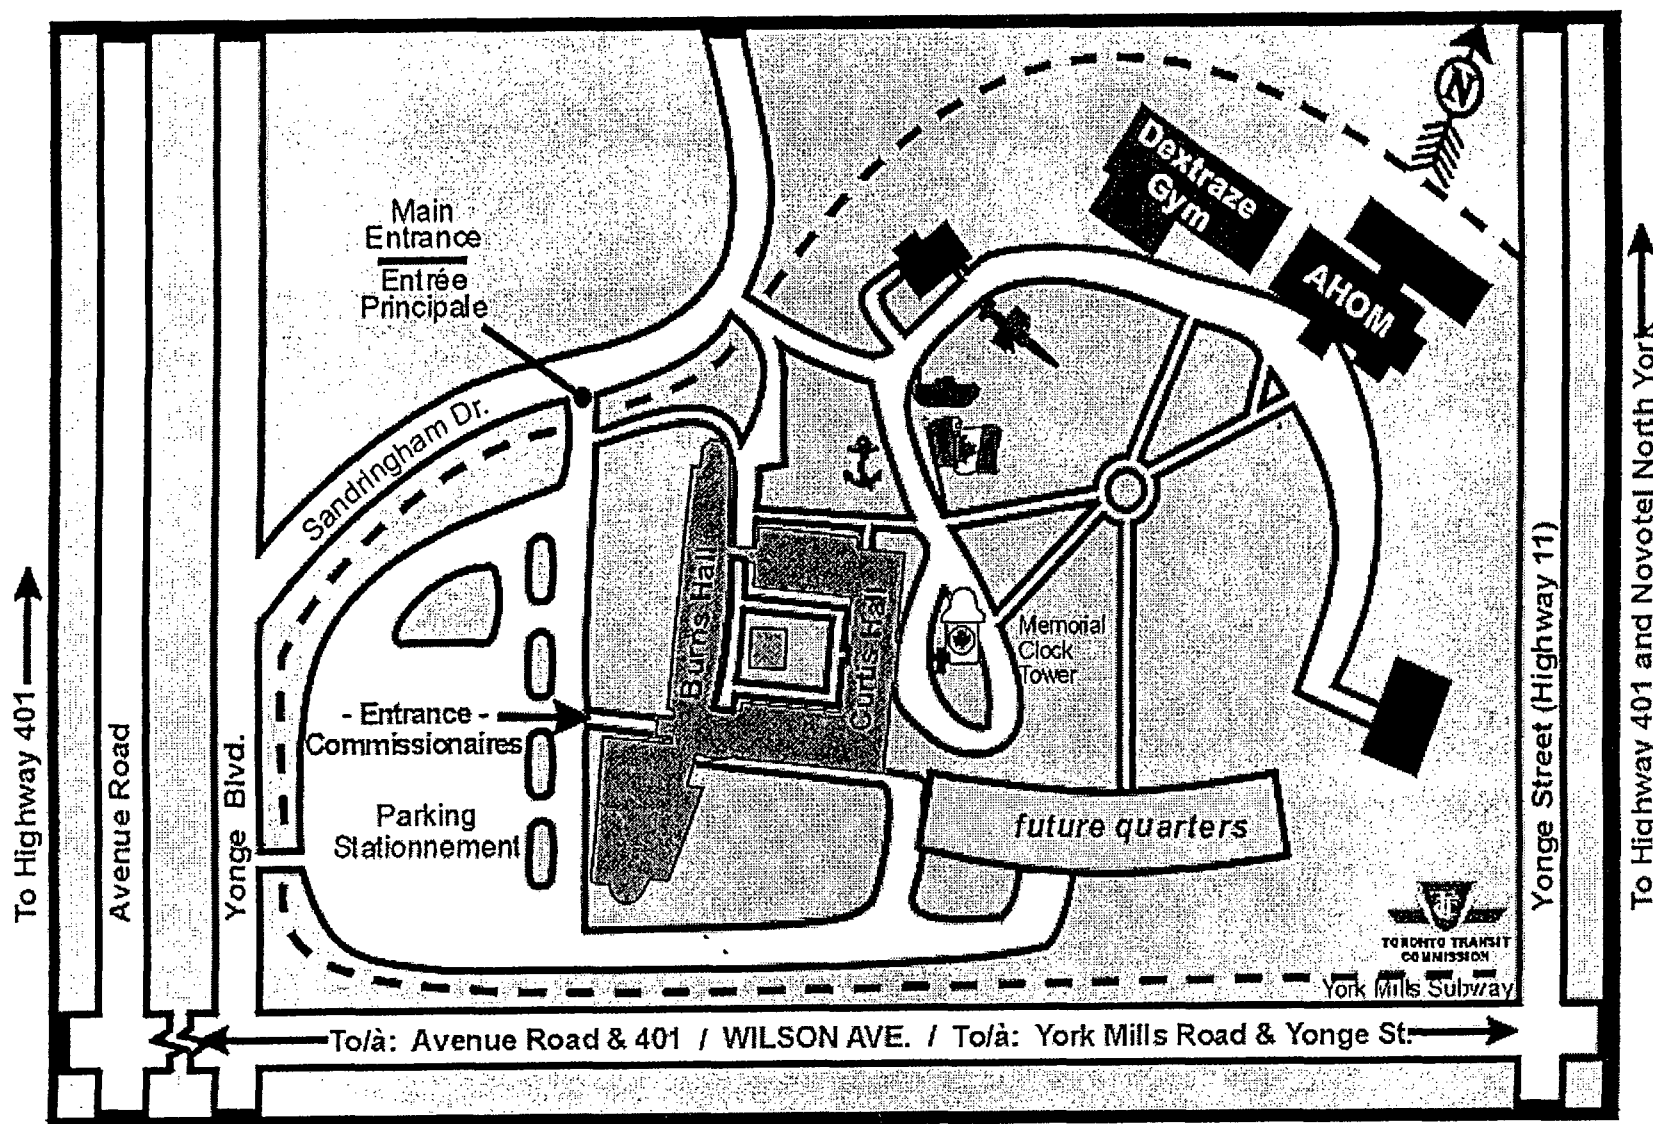 N
Dextraze
Gym
AHOM
Main
Entrance
Entrée
Principale
Sandringham Dr.
Burns Hall
Curtis Hall
Memorial
Clock
Tower
- Entrance -
Commissionaires
Parking
Stationnement
future quarters
To Highway 401
Avenue Road
Yonge Blvd.
Yonge Street (Highway 11)
To Highway 401 and Novotel North York
TORONTO TRANSIT
COMMISSION
York Mills Subway
To/à: Avenue Road & 401 / WILSON AVE. / To/à: York Mills Road & Yonge St.